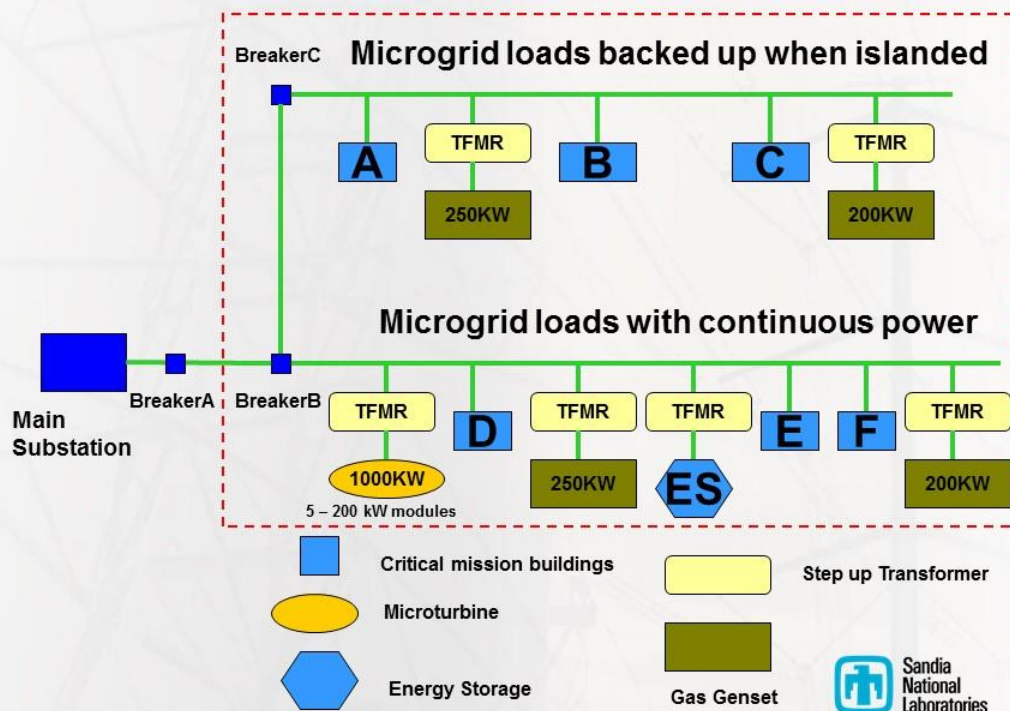 BreakerC
Microgrid loads backed up when islanded
A
TFMR
B
C
TFMR
250KW
200KW
Microgrid loads with continuous power
Main
Substation
BreakerA
BreakerB
TFMR
D
TFMR
TFMR
E
F
TFMR
1000KW
250KW
ES
200KW
5 – 200 kW modules
Critical mission buildings
Step up Transformer
Microturbine
Energy Storage
Gas Genset
Sandia
National
Laboratories